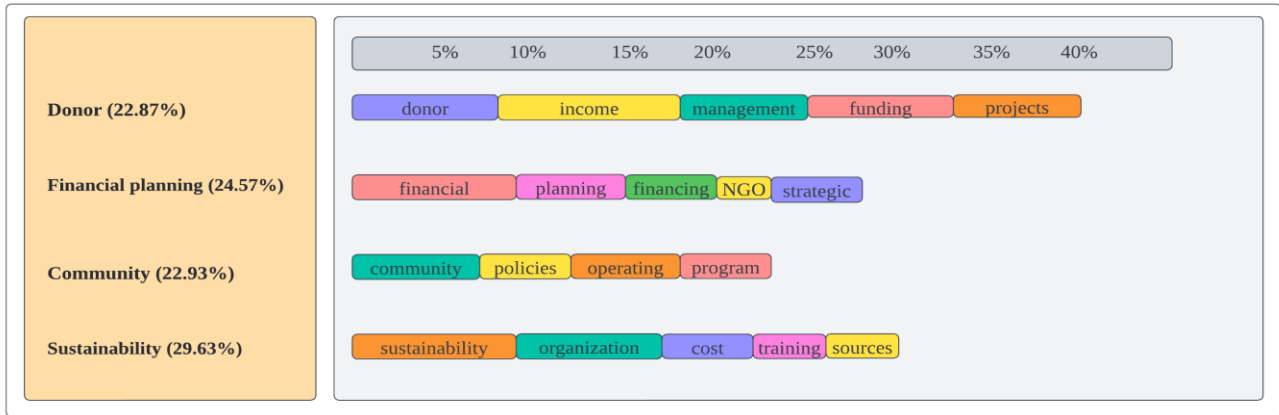 5% 10% 15% 20% 25% 30% 35% 40%
Donor (22.87%) donor income management funding projects
Financial planning (24.57%) financial planning financing NGO strategic
Community (22.93%) community policies operating program
Sustainability (29.63%) sustainability organization cost training sources